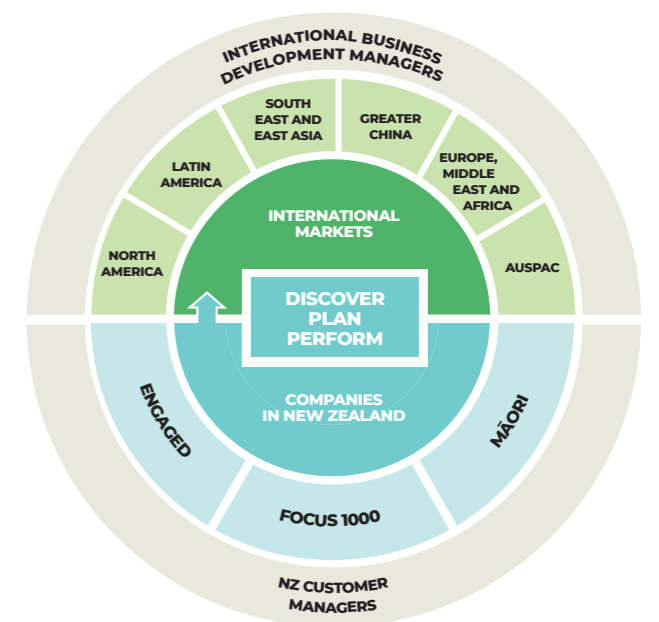 INTERNATIONAL BUSINESS
DEVELOPMENT MANAGERS
SOUTH
EAST AND
EAST ASIA
GREATER
CHINA
LATIN
AMERICA
EUROPE,
MIDDLE
EAST AND
AFRICA
NORTH
AMERICA
AUSPAC
INTERNATIONAL
MARKETS
DISCOVER
PLAN
PERFORM
COMPANIES
IN NEW ZEALAND
ENGAGED
FOCUS 1000
MĀORI
NZ CUSTOMER
MANAGERS